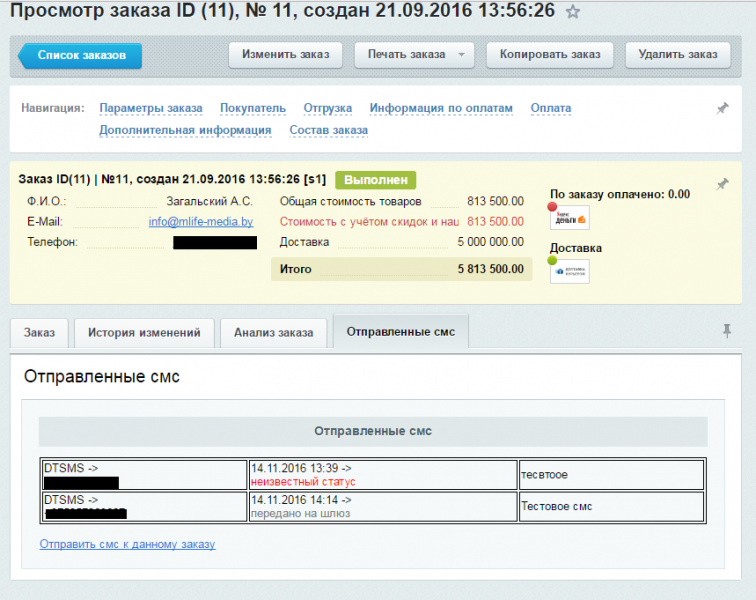 Просмотр заказа ID (11), № 11, создан 21.09.2016 13:56:26
Список заказов
Изменить заказ
Печать заказа
Копировать заказ
Удалить заказ
Навигация: Параметры заказа Покупатель Отгрузка Информация по оплатам Оплата
Дополнительная информация Состав заказа
Заказ ID(11) | №11, создан 21.09.2016 13:56:26 [s1] Выполнен
Ф.И.О.: Загальский А.С.
E-Mail: info@mlife-media.by
Телефон:
Общая стоимость товаров 813 500.00
Стоимость с учётом скидок и нац 813 500.00
Доставка 5 000 000.00
Итого 5 813 500.00
По заказу оплачено: 0.00
деньги
Доставка
Заказ
История изменений
Анализ заказа
Отправленные смс
Отправленные смс
Отправленные смс
DTSMS ->
14.11.2016 13:39 ->
неизвестный статус
тесвтоое
DTSMS ->
14.11.2016 14:14 ->
передано на шлюз
Тестовое смс
Отправить смс к данному заказу